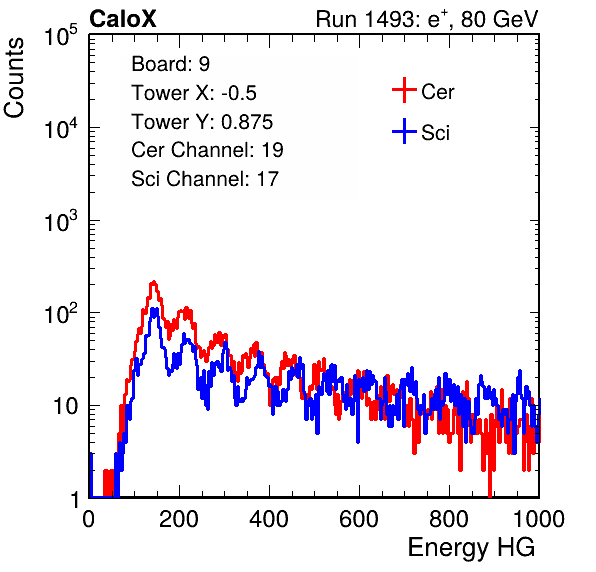 CaloX Run 1493: e⁺, 80 GeV
Counts
10⁵
10⁴
10³
10²
10
1
Board: 9
Tower X: -0.5
Tower Y: 0.875
Cer Channel: 19
Sci Channel: 17
Cer
Sci
0 200 400 600 800 1000
Energy HG